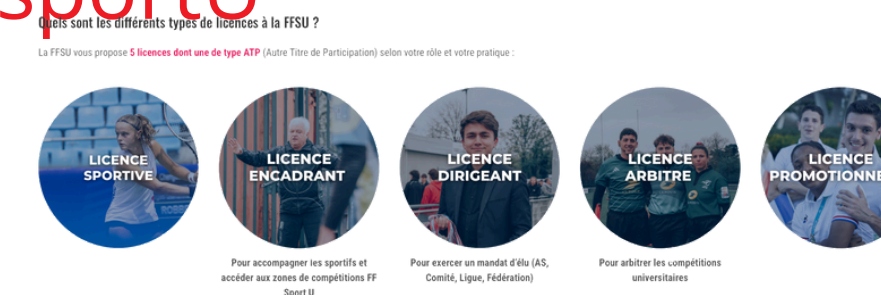 sportU
Quels sont les différents types de licences à la FFSU ?
La FFSU vous propose 5 licences dont une de type ATP (Autre Titre de Participation) selon votre rôle et votre pratique :
LICENCE
SPORTIVE
LICENCE
ENCADRANT
LICENCE
DIRIGEANT
LICENCE
ARBITRE
LICENCE
PROMOTIONNE
Pour accompagner les sportifs et
accéder aux zones de compétitions FF
Sport U
Pour exercer un mandat d'élu (AS,
Comité, Ligue, Fédération)
Pour arbitrer les compétitions
universitaires